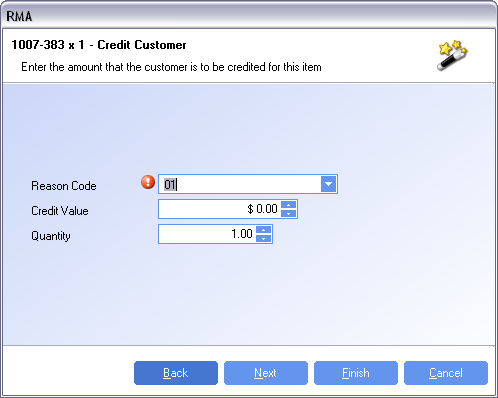 RMA
1007-383 x 1 - Credit Customer
Enter the amount that the customer is to be credited for this item
Reason Code ! 01
Credit Value $ 0.00
Quantity 1.00
Back Next Finish Cancel